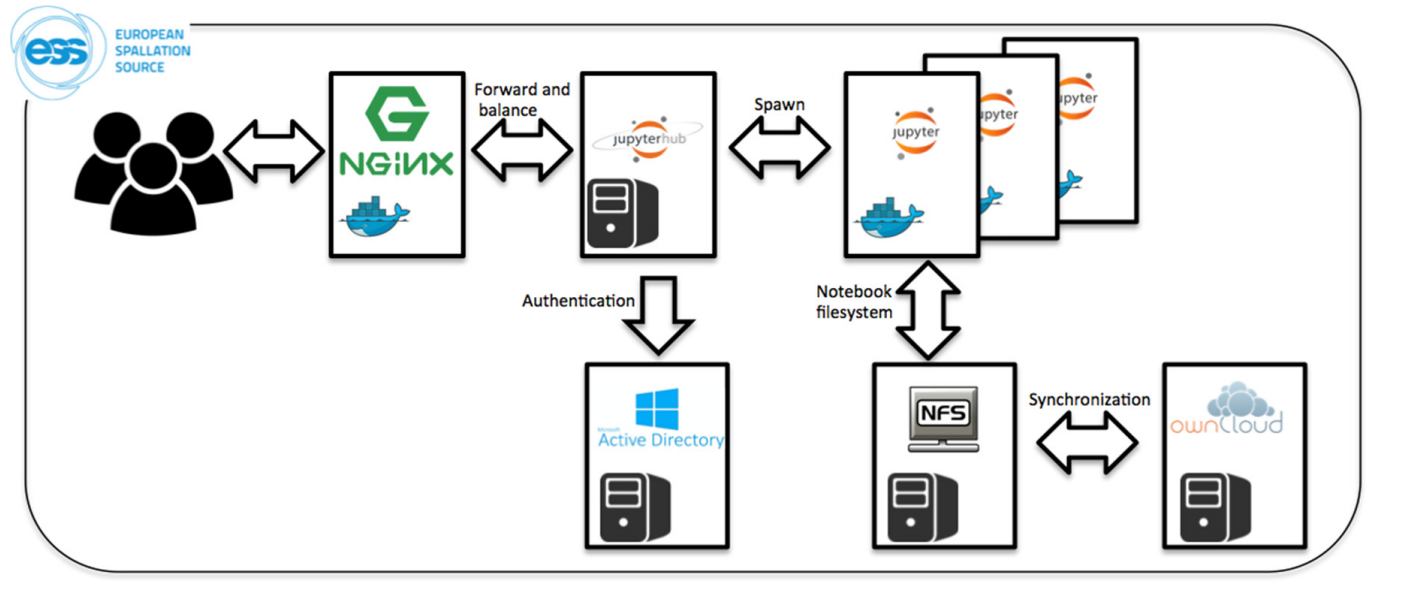 ess
EUROPEAN
SPALLATION
SOURCE
NGiNX
Forward and
balance
jupyterhub
Spawn
jupyter
jupyter
jupyter
Authentication
Notebook
filesystem
Microsoft
Active Directory
NFS
Synchronization
ownCloud